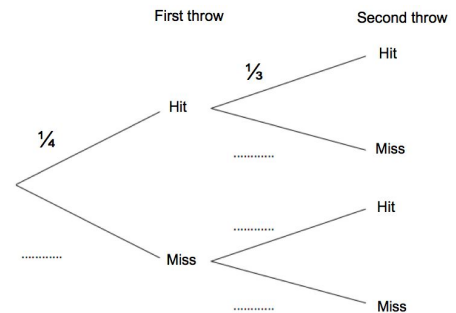 First throw
Second throw
Hit
⅓
Hit
¼
............
Miss
............
Hit
............
Miss
............
Miss